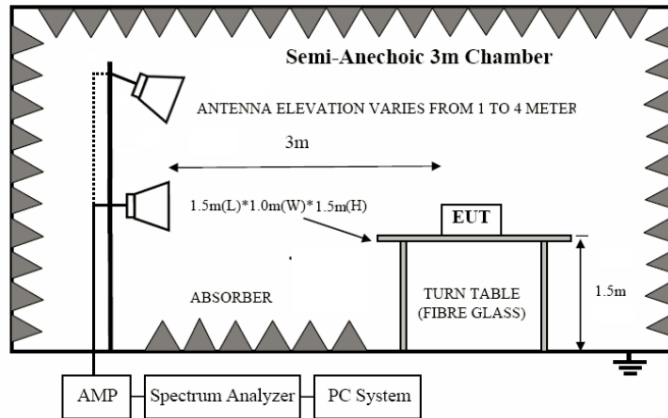 Semi-Anechoic 3m Chamber
ANTENNA ELEVATION VARIES FROM 1 TO 4 METER
3m
1.5m(L)*1.0m(W)*1.5m(H)
EUT
ABSORBER
TURN TABLE
(FIBRE GLASS)
1.5m
AMP
Spectrum Analyzer
PC System